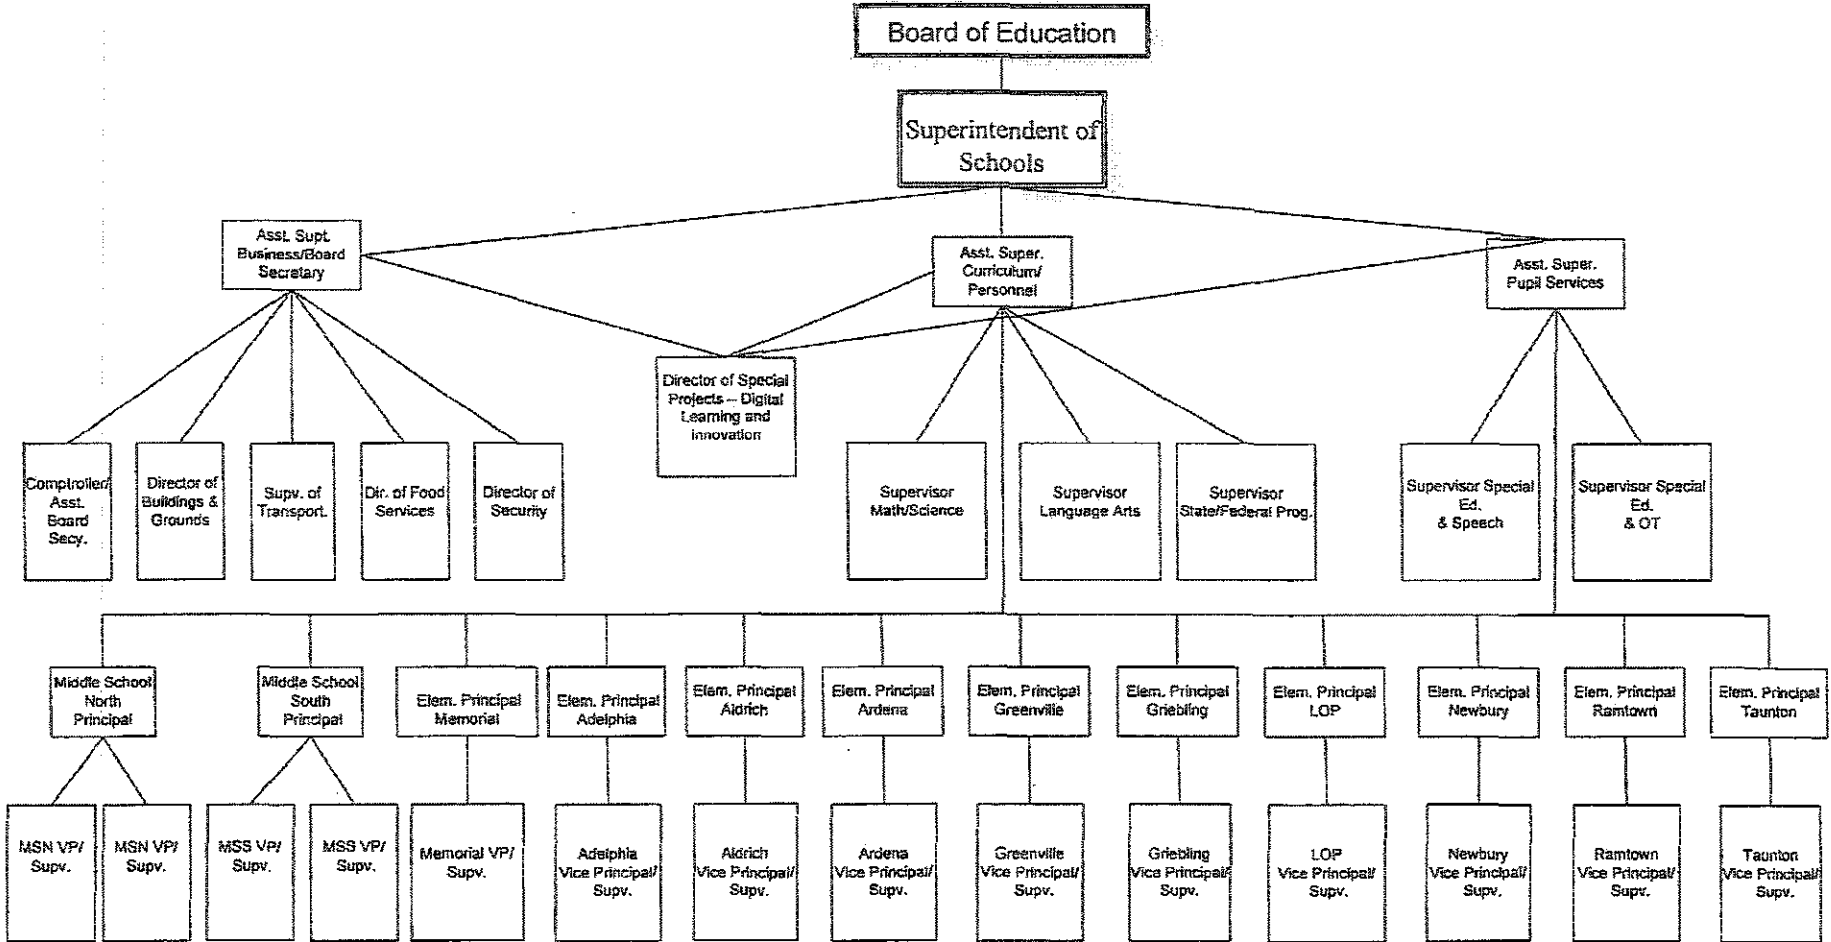 Board of Education
Superintendent of
Schools
Asst. Supt.
Business/Board
Secretary
Asst. Super.
Curriculum/
Personnel
Asst. Super.
Pupil Services
Director of Special
Projects – Digital
Learning and
Innovation
Comptroller/
Asst.
Board
Secy.
Director of
Buildings &
Grounds
Supv. of
Transport.
Dir. of Food
Services
Director of
Security
Supervisor
Math/Science
Supervisor
Language Arts
Supervisor
State/Federal Prog.
Supervisor Special
Ed.
& Speech
Supervisor Special
Ed.
& OT
Middle School
North
Principal
Middle School
South
Principal
Elem. Principal
Memorial
Elem. Principal
Adelphia
Elem. Principal
Aldrich
Elem. Principal
Ardena
Elem. Principal
Greenville
Elem. Principal
Griebling
Elem. Principal
LOP
Elem. Principal
Newbury
Elem. Principal
Ramtown
Elem. Principal
Taunton
MSN VP/
Supv.
MSN VP/
Supv.
MSS VP/
Supv.
MSS VP/
Supv.
Memorial VP/
Supv.
Adelphia
Vice Principal/
Supv.
Aldrich
Vice Principal/
Supv.
Ardena
Vice Principal/
Supv.
Greenville
Vice Principal/
Supv.
Griebling
Vice Principal/
Supv.
LOP
Vice Principal/
Supv.
Newbury
Vice Principal/
Supv.
Ramtown
Vice Principal/
Supv.
Taunton
Vice Principal/
Supv.